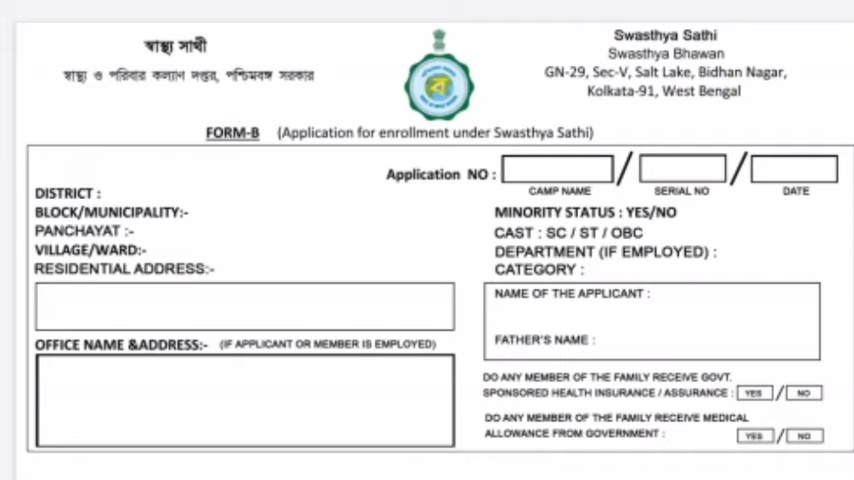 স্বাস্থ্য সাথী
স্বাস্থ্য ও পরিবার কল্যাণ দপ্তর, পশ্চিমবঙ্গ সরকার
Swasthya Sathi
Swasthya Bhawan
GN-29, Sec-V, Salt Lake, Bidhan Nagar,
Kolkata-91, West Bengal
FORM-B (Application for enrollment under Swasthya Sathi)
Application NO : / /
CAMP NAME SERIAL NO DATE
DISTRICT :
BLOCK/MUNICIPALITY:-
PANCHAYAT :-
VILLAGE/WARD:-
RESIDENTIAL ADDRESS:-
OFFICE NAME &ADDRESS:- (IF APPLICANT OR MEMBER IS EMPLOYED)
MINORITY STATUS : YES/NO
CAST : SC / ST / OBC
DEPARTMENT (IF EMPLOYED) :
CATEGORY :
NAME OF THE APPLICANT :
FATHER'S NAME :
DO ANY MEMBER OF THE FAMILY RECEIVE GOVT.
SPONSORED HEALTH INSURANCE / ASSURANCE : YES / NO
DO ANY MEMBER OF THE FAMILY RECEIVE MEDICAL
ALLOWANCE FROM GOVERNMENT : YES / NO